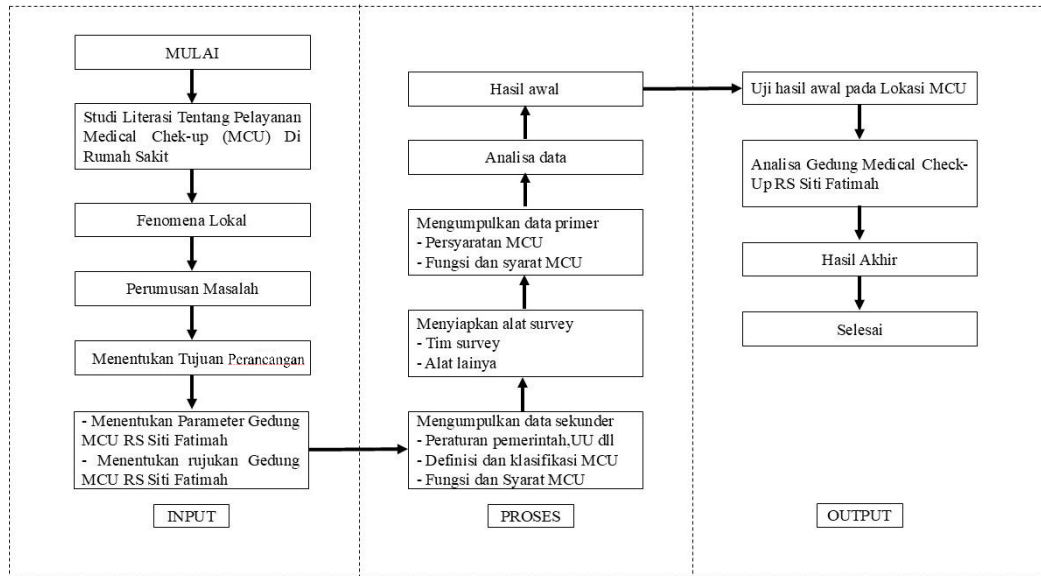 MULAI
Studi Literasi Tentang Pelayanan
Medical Chek-up (MCU) Di
Rumah Sakit
Fenomena Lokal
Perumusan Masalah
Menentukan Tujuan Perancangan
- Menentukan Parameter Gedung
MCU RS Siti Fatimah
- Menentukan rujukan Gedung
MCU RS Siti Fatimah
INPUT
Hasil awal
Analisa data
Mengumpulkan data primer
- Persyaratan MCU
- Fungsi dan syarat MCU
Menyiapkan alat survey
- Tim survey
- Alat lainya
Mengumpulkan data sekunder
- Peraturan pemerintah,UU dll
- Definisi dan klasifikasi MCU
- Fungsi dan Syarat MCU
PROSES
Uji hasil awal pada Lokasi MCU
Analisa Gedung Medical Check-
Up RS Siti Fatimah
Hasil Akhir
Selesai
OUTPUT